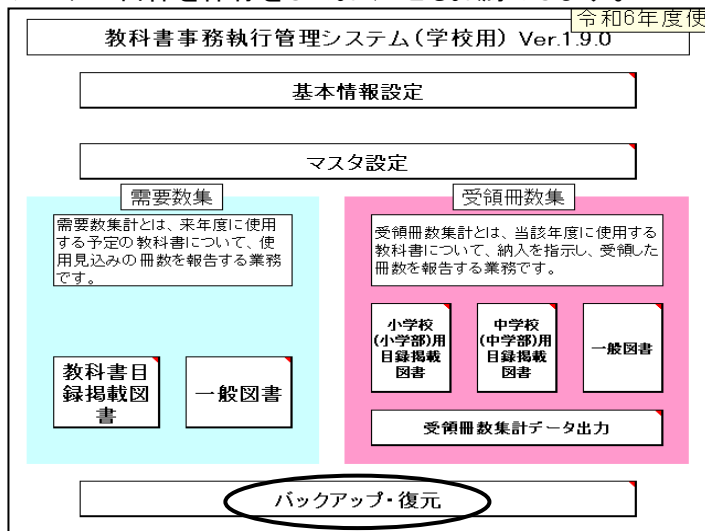 令和6年度使
教科書事務執行管理システム(学校用) Ver.1.9.0
基本情報設定
マスタ設定
需要数集
需要数集計とは、来年度に使用
する予定の教科書について、使
用見込みの冊数を報告する業務
です。
教科書目
録掲載図
書
一般図書
受領冊数集
受領冊数集計とは、当該年度に使用する
教科書について、納入を指示し、受領した
冊数を報告する業務です。
小学校
(小学部)用
目録掲載
図書
中学校
(中学部)用
目録掲載
図書
一般図書
受領冊数集計データ出力
バックアップ・復元